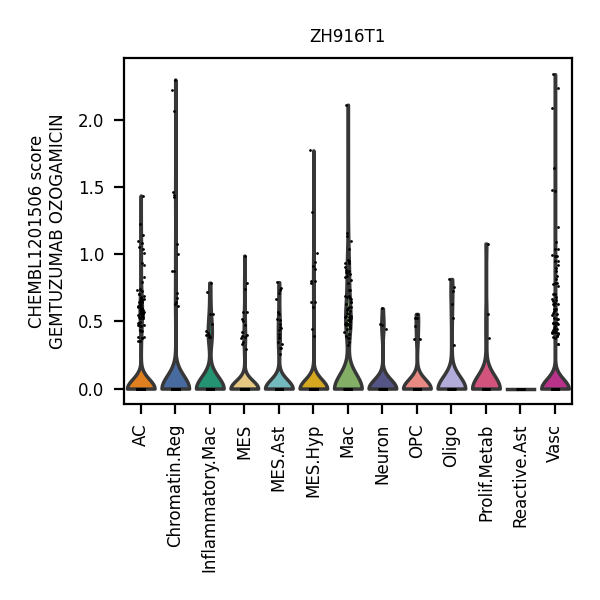 ZH916T1
CHEMBL1201506 score
GEMTUZUMAB OZOGAMICIN
2.0
1.5
1.0
0.5
0.0
AC
Chromatin.Reg
Inflammatory.Mac
MES
MES.Ast
MES.Hyp
Mac
Neuron
OPC
Oligo
Prolif.Metab
Reactive.Ast
Vasc